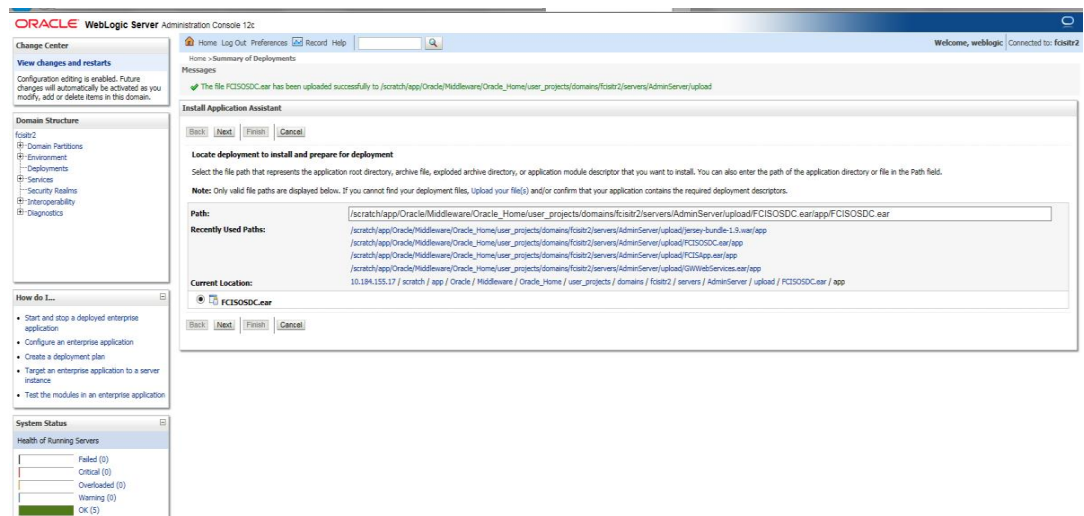 ORACLE WebLogic Server Administration Console 12c
Change Center
View changes and restarts
Configuration editing is enabled. Future
changes will automatically be activated as you
modify, add or delete items in this domain.
Domain Structure
fcisitr2
Domain Partitions
Environment
Deployments
Services
Security Realms
Interoperability
Diagnostics
How do I...
Start and stop a deployed enterprise
application
Configure an enterprise application
Create a deployment plan
Target an enterprise application to a server
instance
Test the modules in an enterprise application
System Status
Health of Running Servers
Failed (0)
Critical (0)
Overloaded (0)
Warning (0)
OK (5)
Home Log Out Preferences Record Help
Welcome, weblogic Connected to: fcisitr2
Home >Summary of Deployments
Messages
The file FCISOSDC.ear has been uploaded successfully to /scratch/app/Oracle/Middleware/Oracle_Home/user_projects/domains/fcisitr2/servers/AdminServer/upload
Install Application Assistant
Back Next Finish Cancel
Locate deployment to install and prepare for deployment
Select the file path that represents the application root directory, archive file, exploded archive directory, or application module descriptor that you want to install. You can also enter the path of the application directory or file in the Path field.
Note: Only valid file paths are displayed below. If you cannot find your deployment files, Upload your file(s) and/or confirm that your application contains the required deployment descriptors.
Path: /scratch/app/Oracle/Middleware/Oracle_Home/user_projects/domains/fcisitr2/servers/AdminServer/upload/FCISOSDC.ear/app/FCISOSDC.ear
Recently Used Paths: /scratch/app/Oracle/Middleware/Oracle_Home/user_projects/domains/fcisitr2/servers/AdminServer/upload/jersey-bundle-1.9.war/app
/scratch/app/Oracle/Middleware/Oracle_Home/user_projects/domains/fcisitr2/servers/AdminServer/upload/FCISOSDC.ear/app
/scratch/app/Oracle/Middleware/Oracle_Home/user_projects/domains/fcisitr2/servers/AdminServer/upload/FCISApp.ear/app
/scratch/app/Oracle/Middleware/Oracle_Home/user_projects/domains/fcisitr2/servers/AdminServer/upload/GWWebServices.ear/app
Current Location: 10.184.155.17 / scratch / app / Oracle / Middleware / Oracle_Home / user_projects / domains / fcisitr2 / servers / AdminServer / upload / FCISOSDC.ear / app
FCISOSDC.ear
Back Next Finish Cancel